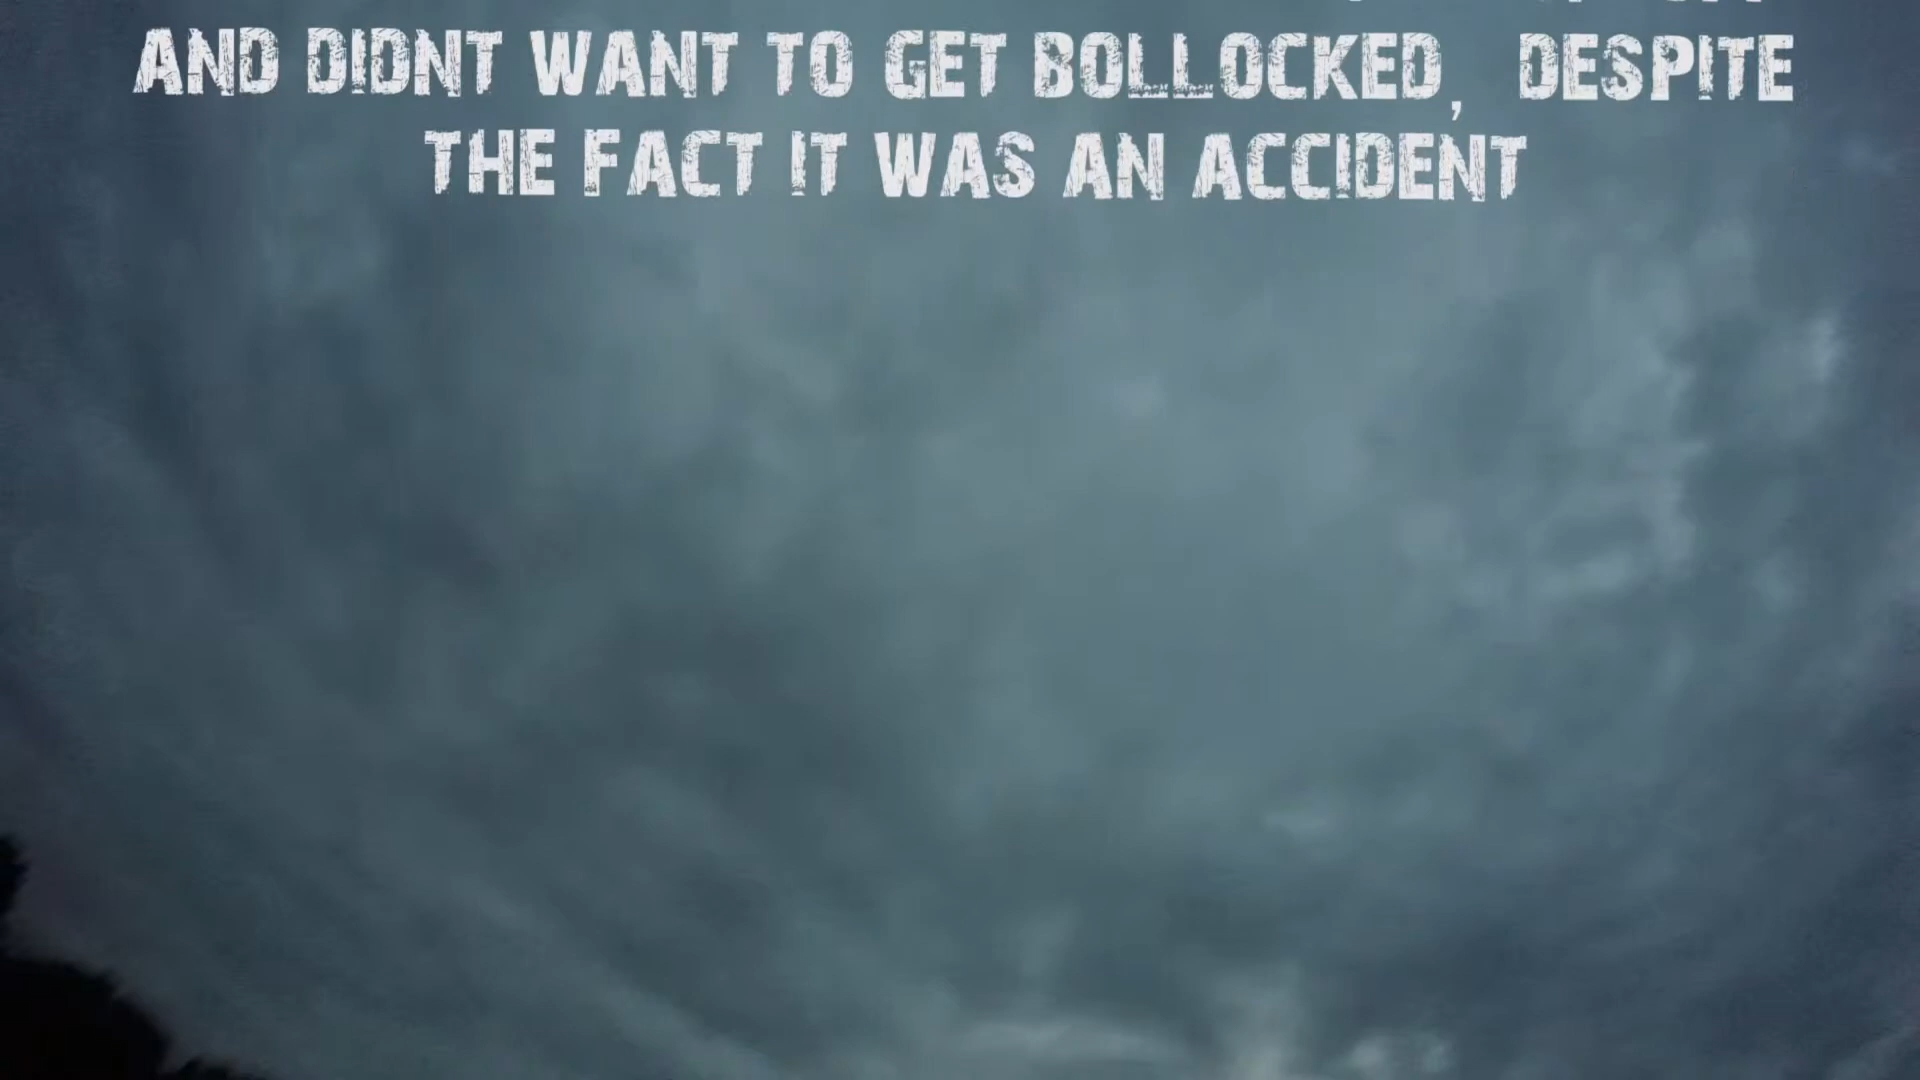 AND DIDNT WANT TO GET BOLLOCKED, DESPITE
THE FACT IT WAS AN ACCIDENT